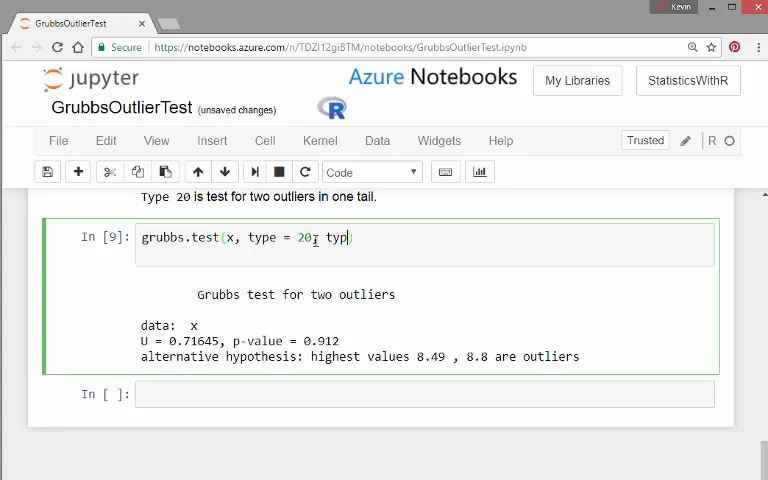 Kevin
GrubbsOutlierTest
Secure https://notebooks.azure.com/n/TDZI12giBTM/notebooks/GrubbsOutlierTest.ipynb
jupyter Azure Notebooks My Libraries StatisticsWithR
GrubbsOutlierTest (unsaved changes) R
File Edit View Insert Cell Kernel Data Widgets Help Trusted R
Code
Type 20 is test for two outliers in one tail.
In [9]: grubbs.test(x, type = 20, typ)
Grubbs test for two outliers
data: x
U = 0.71645, p-value = 0.912
alternative hypothesis: highest values 8.49 , 8.8 are outliers
In [ ]: